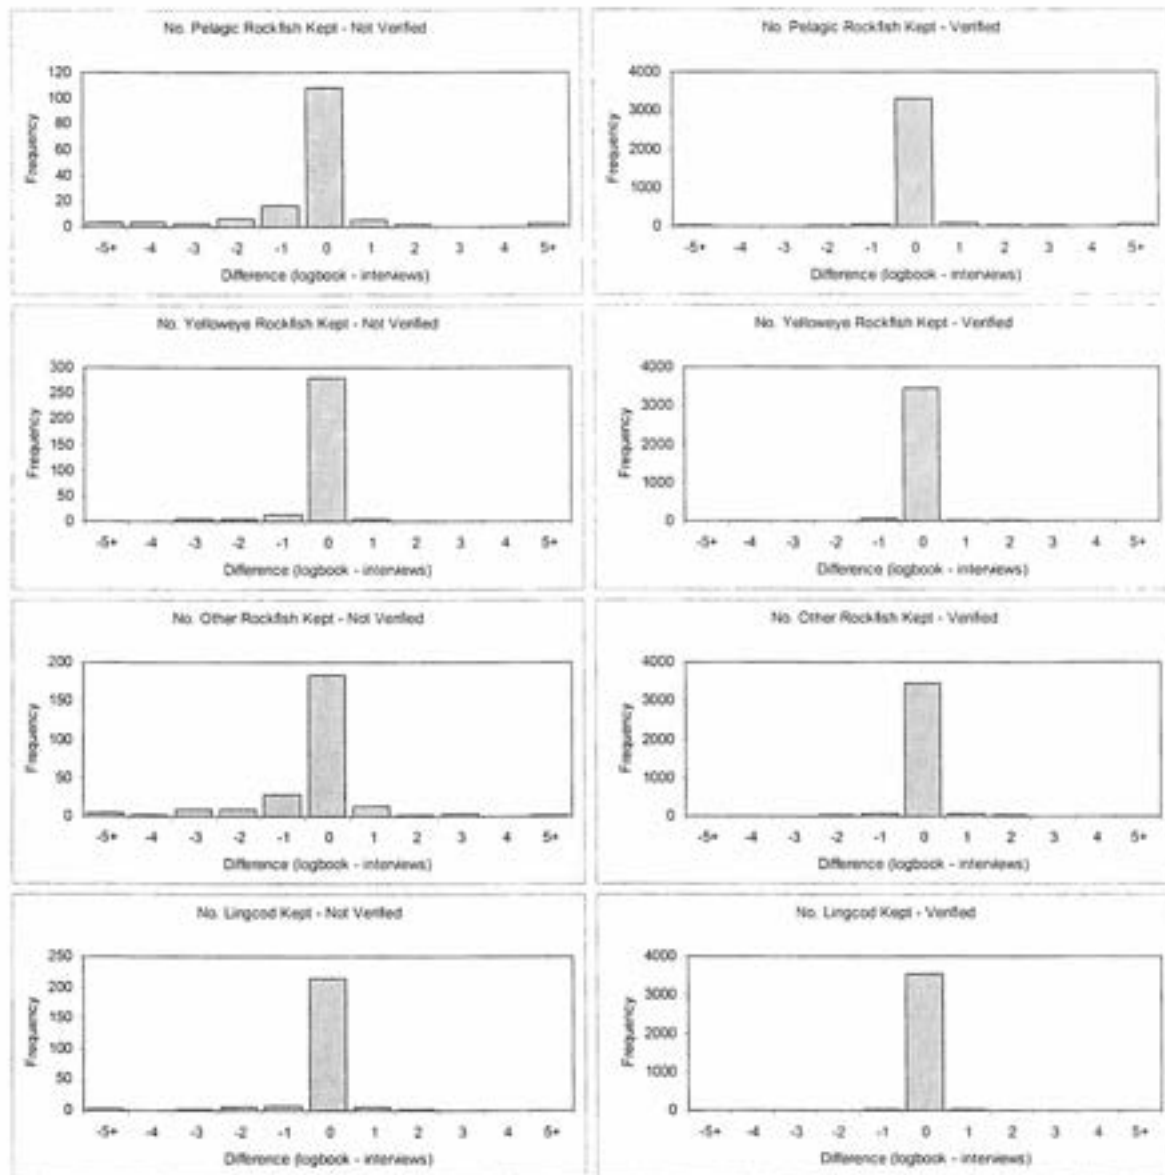 No. Pelagic Rockfish Kept - Not Verified
120
100
80
60
40
20
0
Frequency
-5+ -4 -3 -2 -1 0 1 2 3 4 5+
Difference (logbook - interviews)
No. Pelagic Rockfish Kept - Verified
4000
3000
2000
1000
0
Frequency
-5+ -4 -3 -2 -1 0 1 2 3 4 5+
Difference (logbook - interviews)
No. Yelloweye Rockfish Kept - Not Verified
300
250
200
150
100
50
0
Frequency
-5+ -4 -3 -2 -1 0 1 2 3 4 5+
Difference (logbook - interviews)
No. Yelloweye Rockfish Kept - Verified
4000
3000
2000
1000
0
Frequency
-5+ -4 -3 -2 -1 0 1 2 3 4 5+
Difference (logbook - interviews)
No. Other Rockfish Kept - Not Verified
200
150
100
50
0
Frequency
-5+ -4 -3 -2 -1 0 1 2 3 4 5+
Difference (logbook - interviews)
No. Other Rockfish Kept - Verified
4000
3000
2000
1000
0
Frequency
-5+ -4 -3 -2 -1 0 1 2 3 4 5+
Difference (logbook - interviews)
No. Lingcod Kept - Not Verified
250
200
150
100
50
0
Frequency
-5+ -4 -3 -2 -1 0 1 2 3 4 5+
Difference (logbook - interviews)
No. Lingcod Kept - Verified
4000
3000
2000
1000
0
Frequency
-5+ -4 -3 -2 -1 0 1 2 3 4 5+
Difference (logbook - interviews)